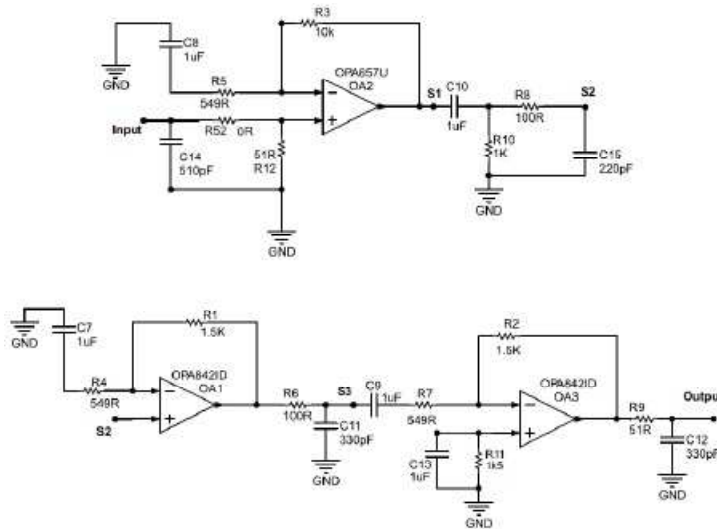 R3
10k
C8
1uF
GND
R5
549R
OPA657U
OA2
S1
C10
1uF
R8
100R
S2
Input
R52 0R
C14
510pF
51R
R12
R10
1K
C15
220pF
GND
GND
C7
1uF
GND
R1
1.5K
R4
549R
OPA842ID
OA1
S2
R6
100R
S3
C9
1uF
C11
330pF
GND
R7
549R
R2
1.5K
OPA842ID
OA3
Output
R9
51R
C12
330pF
GND
C13
1uF
R11
1k5
GND